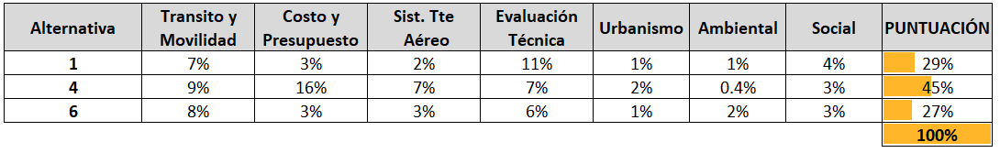 Alternativa Transito y Movilidad Costo y Presupuesto Sist. Tte Aéreo Evaluación Técnica Urbanismo Ambiental Social PUNTUACIÓN
1 7% 3% 2% 11% 1% 1% 4% 29%
4 9% 16% 7% 7% 2% 0.4% 3% 45%
6 8% 3% 3% 6% 1% 2% 3% 27%
100%